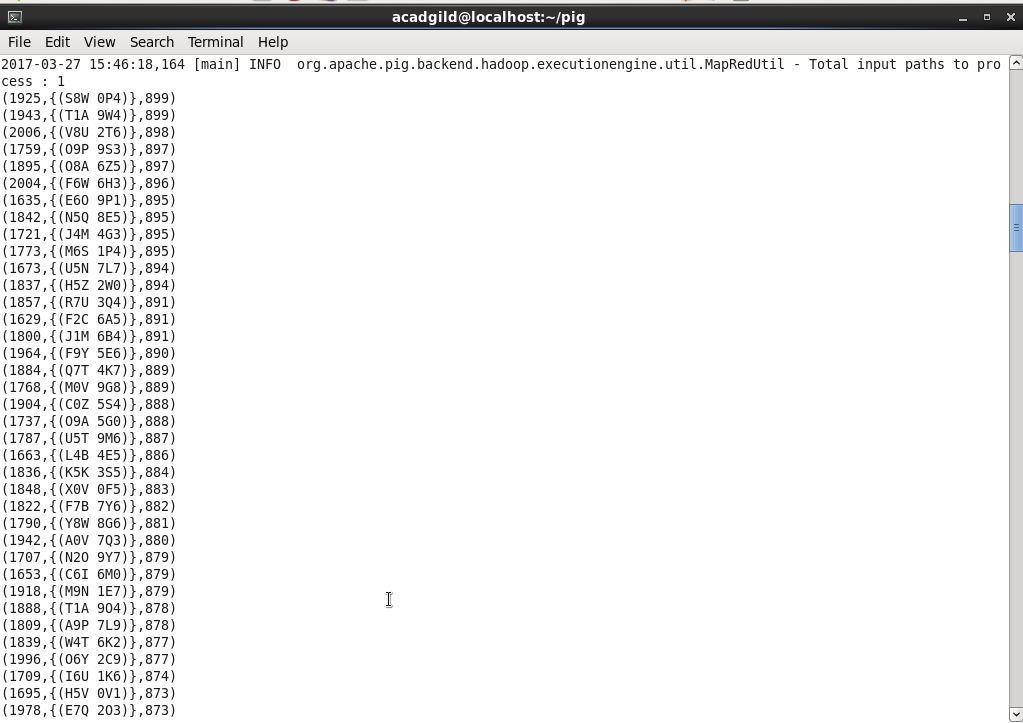 acadgild@localhost:~/pig
File Edit View Search Terminal Help
2017-03-27 15:46:18,164 [main] INFO  org.apache.pig.backend.hadoop.executionengine.util.MapRedUtil - Total input paths to pro
cess : 1
(1925,{(S8W 0P4)},899)
(1943,{(T1A 9W4)},899)
(2006,{(V8U 2T6)},898)
(1759,{(O9P 9S3)},897)
(1895,{(O8A 6Z5)},897)
(2004,{(F6W 6H3)},896)
(1635,{(E6O 9P1)},895)
(1842,{(N5Q 8E5)},895)
(1721,{(J4M 4G3)},895)
(1773,{(M6S 1P4)},895)
(1673,{(U5N 7L7)},894)
(1837,{(H5Z 2W0)},894)
(1857,{(R7U 3Q4)},891)
(1629,{(F2C 6A5)},891)
(1800,{(J1M 6B4)},891)
(1964,{(F9Y 5E6)},890)
(1884,{(Q7T 4K7)},889)
(1768,{(M0V 9G8)},889)
(1904,{(C0Z 5S4)},888)
(1737,{(O9A 5G0)},888)
(1787,{(U5T 9M6)},887)
(1663,{(L4B 4E5)},886)
(1836,{(K5K 3S5)},884)
(1848,{(X0V 0F5)},883)
(1822,{(F7B 7Y6)},882)
(1790,{(Y8W 8G6)},881)
(1942,{(A0V 7Q3)},880)
(1707,{(N2O 9Y7)},879)
(1653,{(C6I 6M0)},879)
(1918,{(M9N 1E7)},879)
(1888,{(T1A 9O4)},878)
(1809,{(A9P 7L9)},878)
(1839,{(W4T 6K2)},877)
(1996,{(O6Y 2C9)},877)
(1709,{(I6U 1K6)},874)
(1695,{(H5V 0V1)},873)
(1978,{(E7Q 2O3)},873)